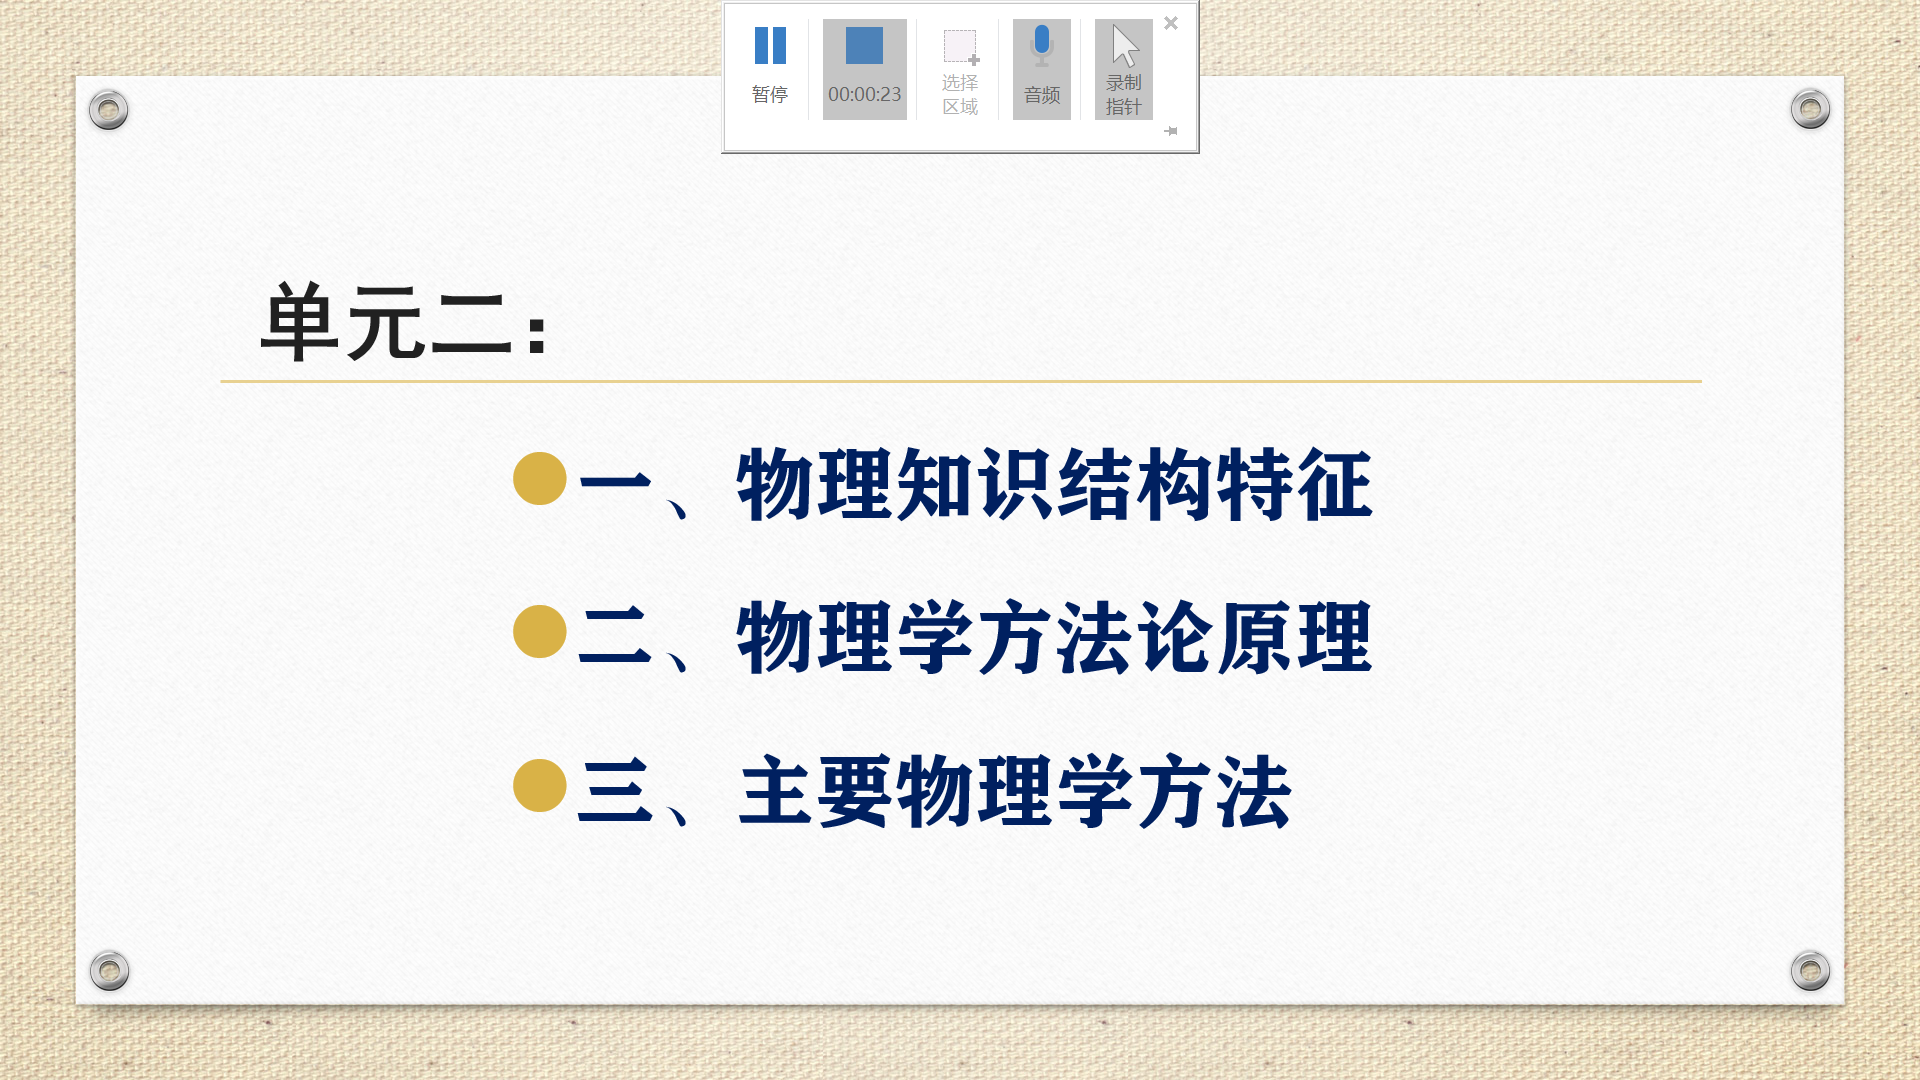 暂停
00:00:23
选择
区域
音频
录制
指针
单元二：
一、物理知识结构特征
二、物理学方法论原理
三、主要物理学方法